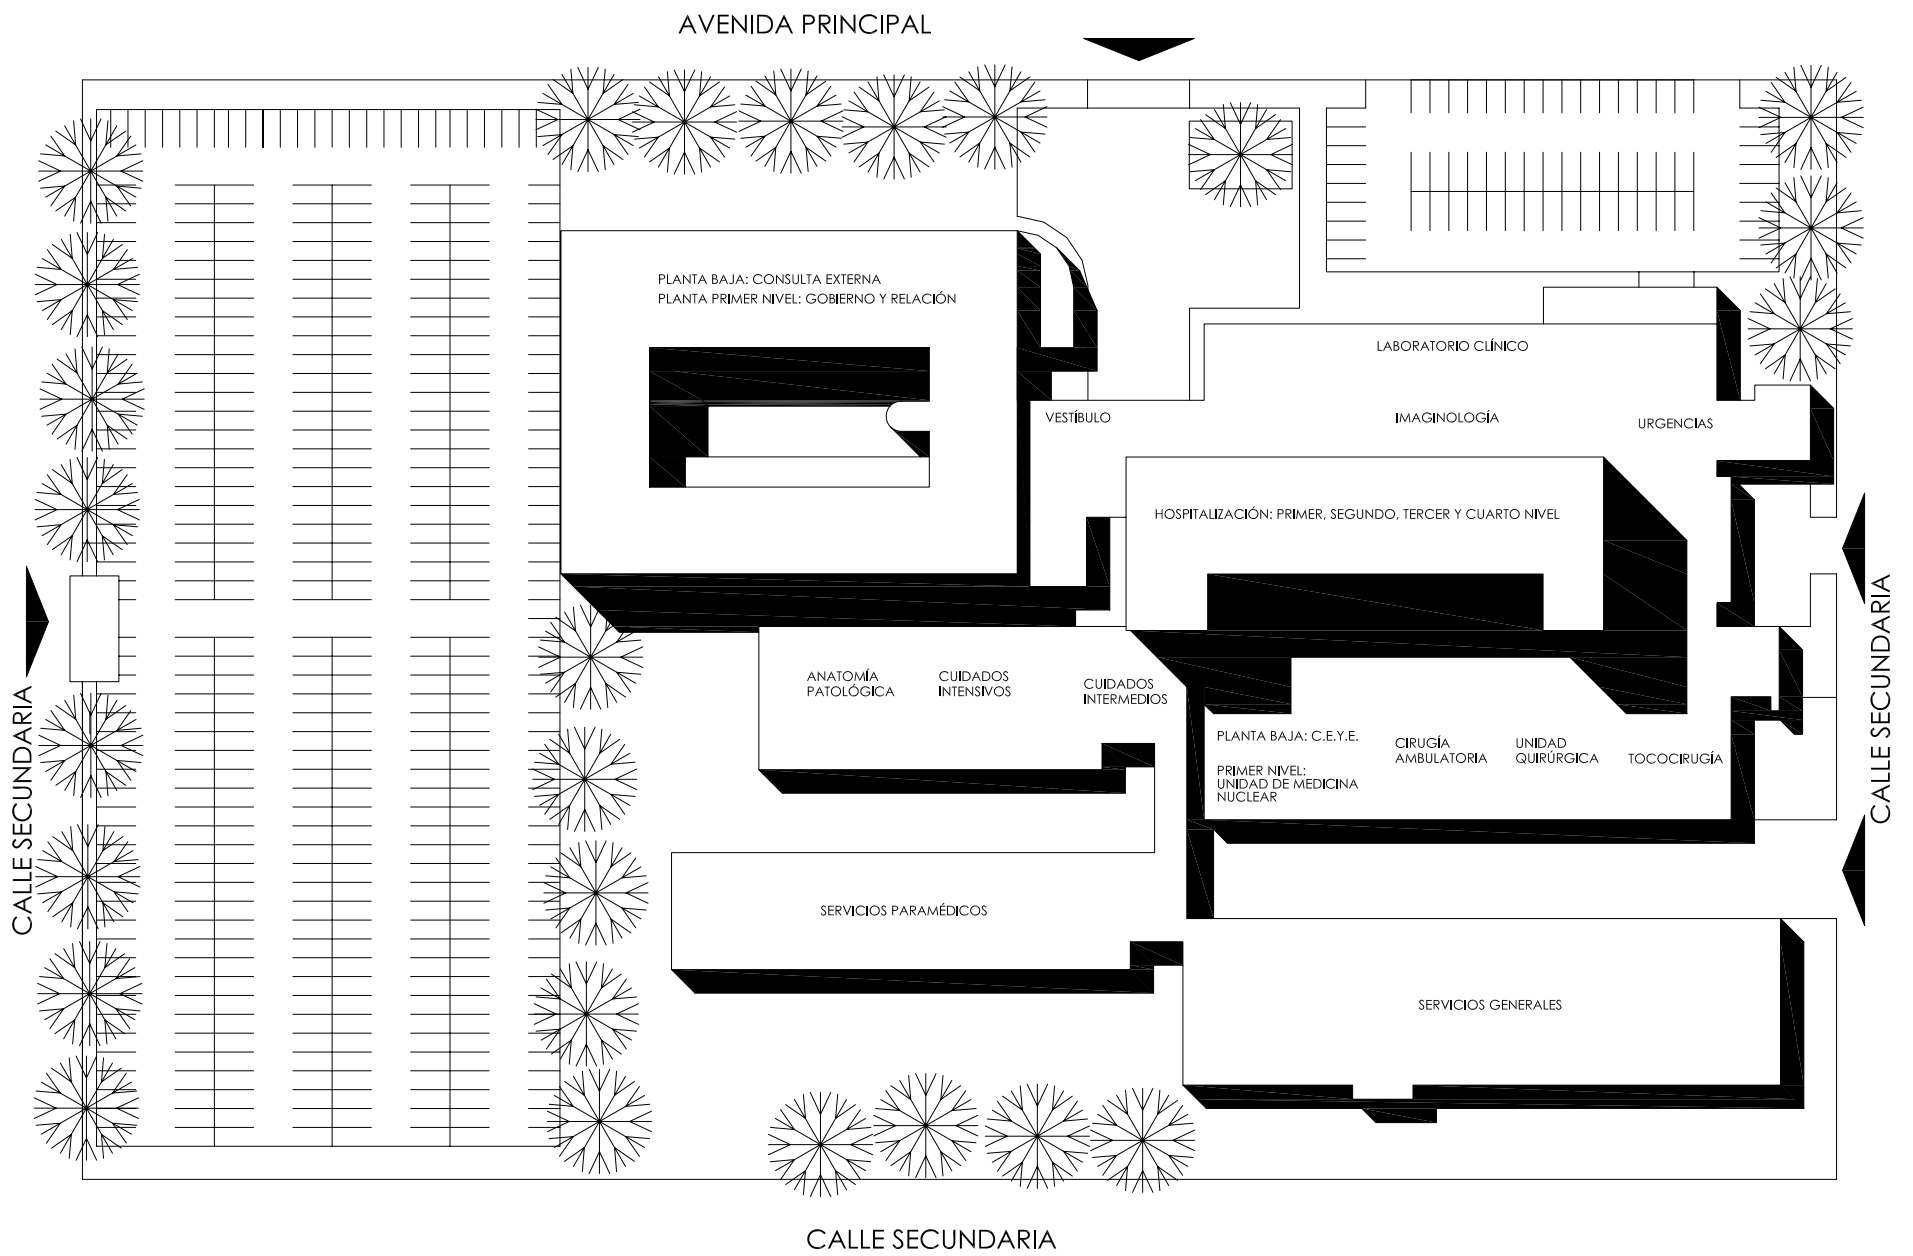 AVENIDA PRINCIPAL
PLANTA BAJA: CONSULTA EXTERNA
PLANTA PRIMER NIVEL: GOBIERNO Y RELACIÓN
LABORATORIO CLÍNICO
VESTÍBULO
IMAGINOLOGÍA
URGENCIAS
HOSPITALIZACIÓN: PRIMER, SEGUNDO, TERCER Y CUARTO NIVEL
ANATOMÍA
PATOLÓGICA
CUIDADOS
INTENSIVOS
CUIDADOS
INTERMEDIOS
PLANTA BAJA: C.E.Y.E.
PRIMER NIVEL:
UNIDAD DE MEDICINA
NUCLEAR
CIRUGÍA
AMBULATORIA
UNIDAD
QUIRÚRGICA
TOCOCIRUGÍA
CALLE SECUNDARIA
CALLE SECUNDARIA
SERVICIOS PARAMÉDICOS
SERVICIOS GENERALES
CALLE SECUNDARIA